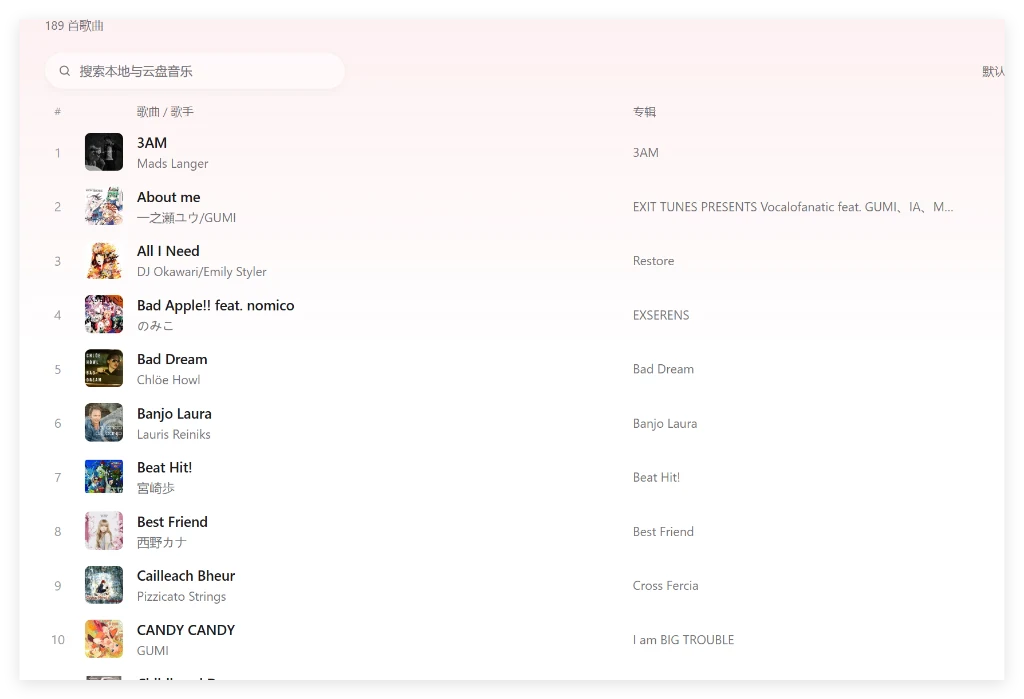 189 首歌曲
搜索本地与云盘音乐
默认
# 歌曲 / 歌手 专辑
1 3AM
Mads Langer
3AM
2 About me
一之瀬ユウ/GUMI
EXIT TUNES PRESENTS Vocalofanatic feat. GUMI、IA、M...
3 All I Need
DJ Okawari/Emily Styler
Restore
4 Bad Apple!! feat. nomico
のみこ
EXSERENS
5 Bad Dream
Chlöe Howl
Bad Dream
6 Banjo Laura
Lauris Reiniks
Banjo Laura
7 Beat Hit!
宮崎歩
Beat Hit!
8 Best Friend
西野カナ
Best Friend
9 Cailleach Bheur
Pizzicato Strings
Cross Fercia
10 CANDY CANDY
GUMI
I am BIG TROUBLE